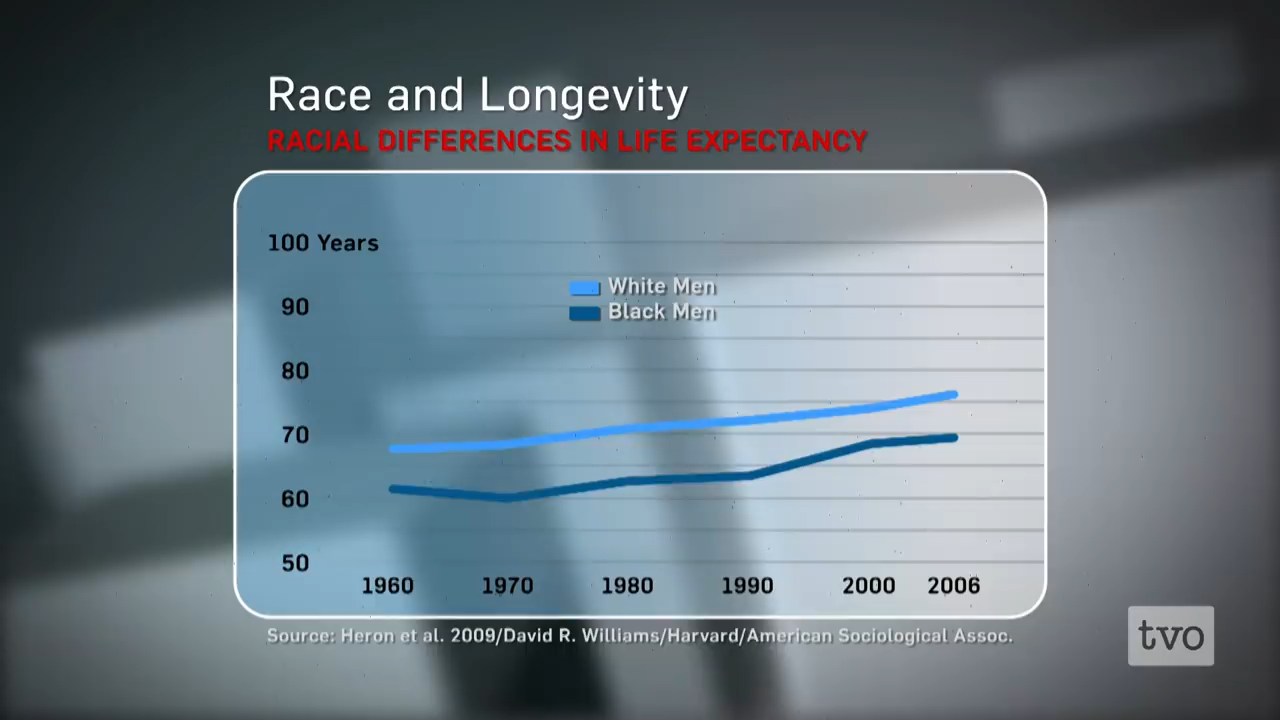 Race and Longevity
RACIAL DIFFERENCES IN LIFE EXPECTANCY
100 Years
White Men
90
Black Men
80
70
60
50
1960 1970 1980 1990 2000 2006
Source: Heron et al. 2009/David R. Williams/Harvard/American Sociological Assoc.
tvo